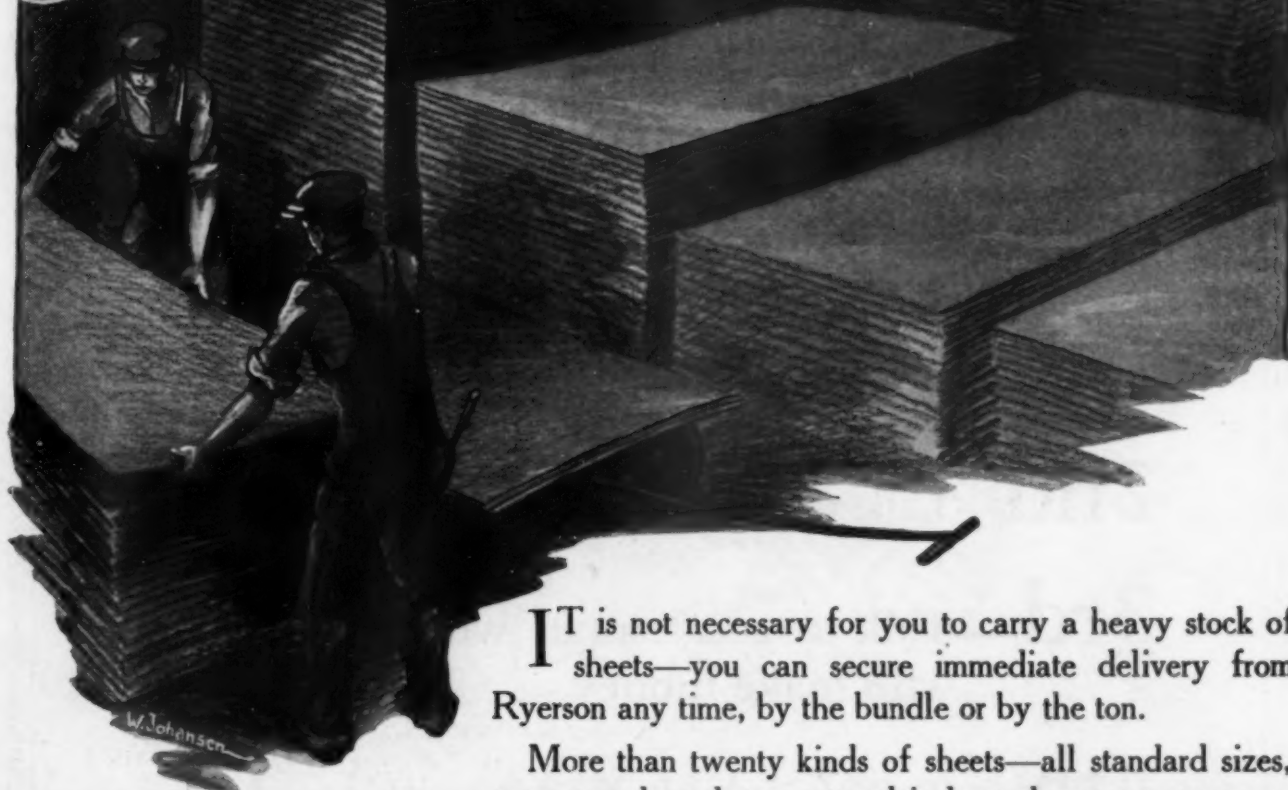 W. Johansen
IT is not necessary for you to carry a heavy stock of
sheets—you can secure immediate delivery from
Ryerson any time, by the bundle or by the ton.
More than twenty kinds of sheets—all standard sizes,